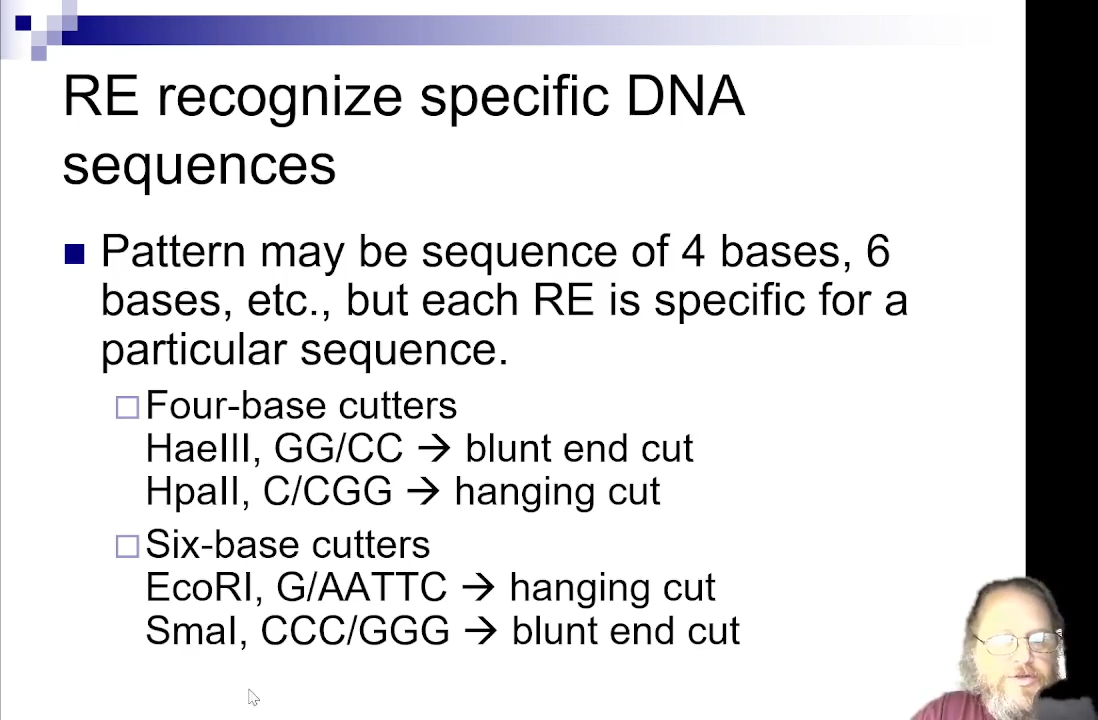 RE recognize specific DNA
sequences
Pattern may be sequence of 4 bases, 6
bases, etc., but each RE is specific for a
particular sequence.
Four-base cutters
HaeIII, GG/CC → blunt end cut
HpaII, C/CGG → hanging cut
Six-base cutters
EcoRI, G/AATTC → hanging cut
SmaI, CCC/GGG → blunt end cut